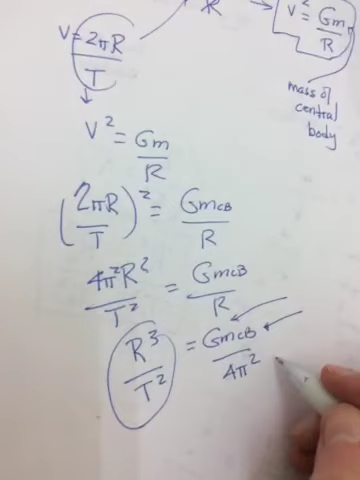 V = 2πR / T
V² = Gm / R
mass of
central
body
V² = Gm / R
(2πR / T)² = Gmcb / R
4π²R² / T² = Gmcb / R
R³ / T² = Gmcb / 4π²